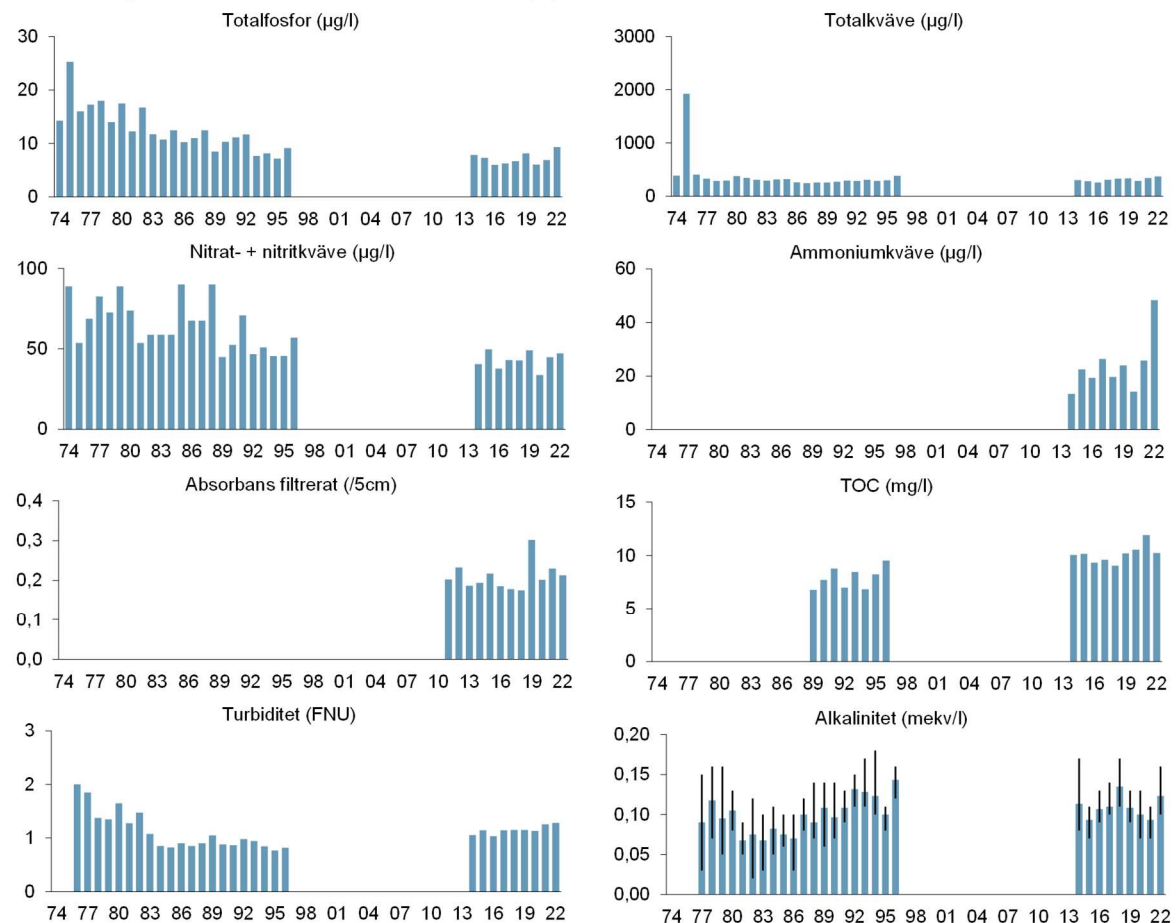 Totalfosfor (µg/l)
30
20
10
0
74 77 80 83 86 89 92 95 98 01 04 07 10 13 16 19 22
Totalkväve (µg/l)
3000
2000
1000
0
74 77 80 83 86 89 92 95 98 01 04 07 10 13 16 19 22
Nitrat- + nitritkväve (µg/l)
100
50
0
74 77 80 83 86 89 92 95 98 01 04 07 10 13 16 19 22
Ammoniumkväve (µg/l)
60
40
20
0
74 77 80 83 86 89 92 95 98 01 04 07 10 13 16 19 22
Absorbans filtrerat (/5cm)
0,4
0,3
0,2
0,1
0,0
74 77 80 83 86 89 92 95 98 01 04 07 10 13 16 19 22
TOC (mg/l)
15
10
5
0
74 77 80 83 86 89 92 95 98 01 04 07 10 13 16 19 22
Turbiditet (FNU)
3
2
1
0
74 77 80 83 86 89 92 95 98 01 04 07 10 13 16 19 22
Alkalinitet (mekv/l)
0,20
0,15
0,10
0,05
0,00
74 77 80 83 86 89 92 95 98 01 04 07 10 13 16 19 22